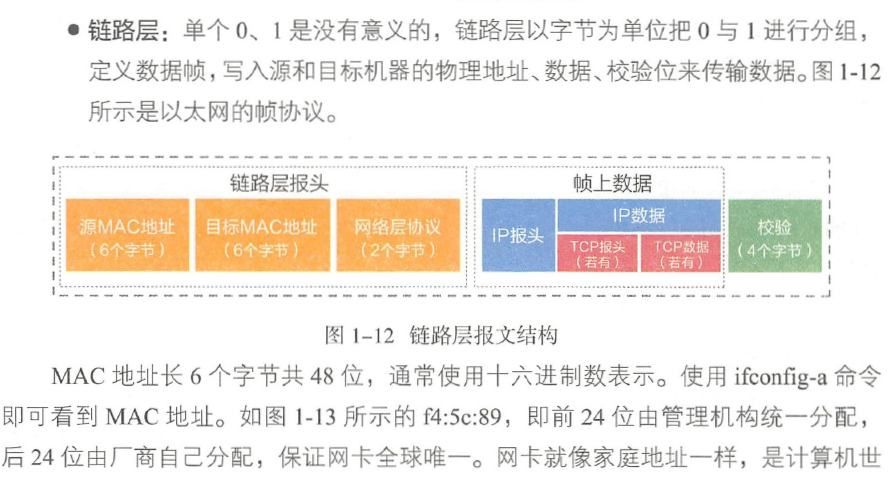 ● 链路层：单个 0、1 是没有意义的，链路层以字节为单位把 0 与 1 进行分组，
定义数据帧，写入源和目标机器的物理地址、数据、校验位来传输数据。图 1-12
所示是以太网的帧协议。
链路层报头
帧上数据
源MAC地址
（6个字节）
目标MAC地址
（6个字节）
网络层协议
（2个字节）
IP报头
IP数据
TCP报头
（若有）
TCP数据
（若有）
校验
（4个字节）
图 1-12 链路层报文结构
MAC 地址长 6 个字节共 48 位，通常使用十六进制数表示。使用 ifconfig-a 命令
即可看到 MAC 地址。如图 1-13 所示的 f4:5c:89，即前 24 位由管理机构统一分配，
后 24 位由厂商自己分配，保证网卡全球唯一。网卡就像家庭地址一样，是计算机世